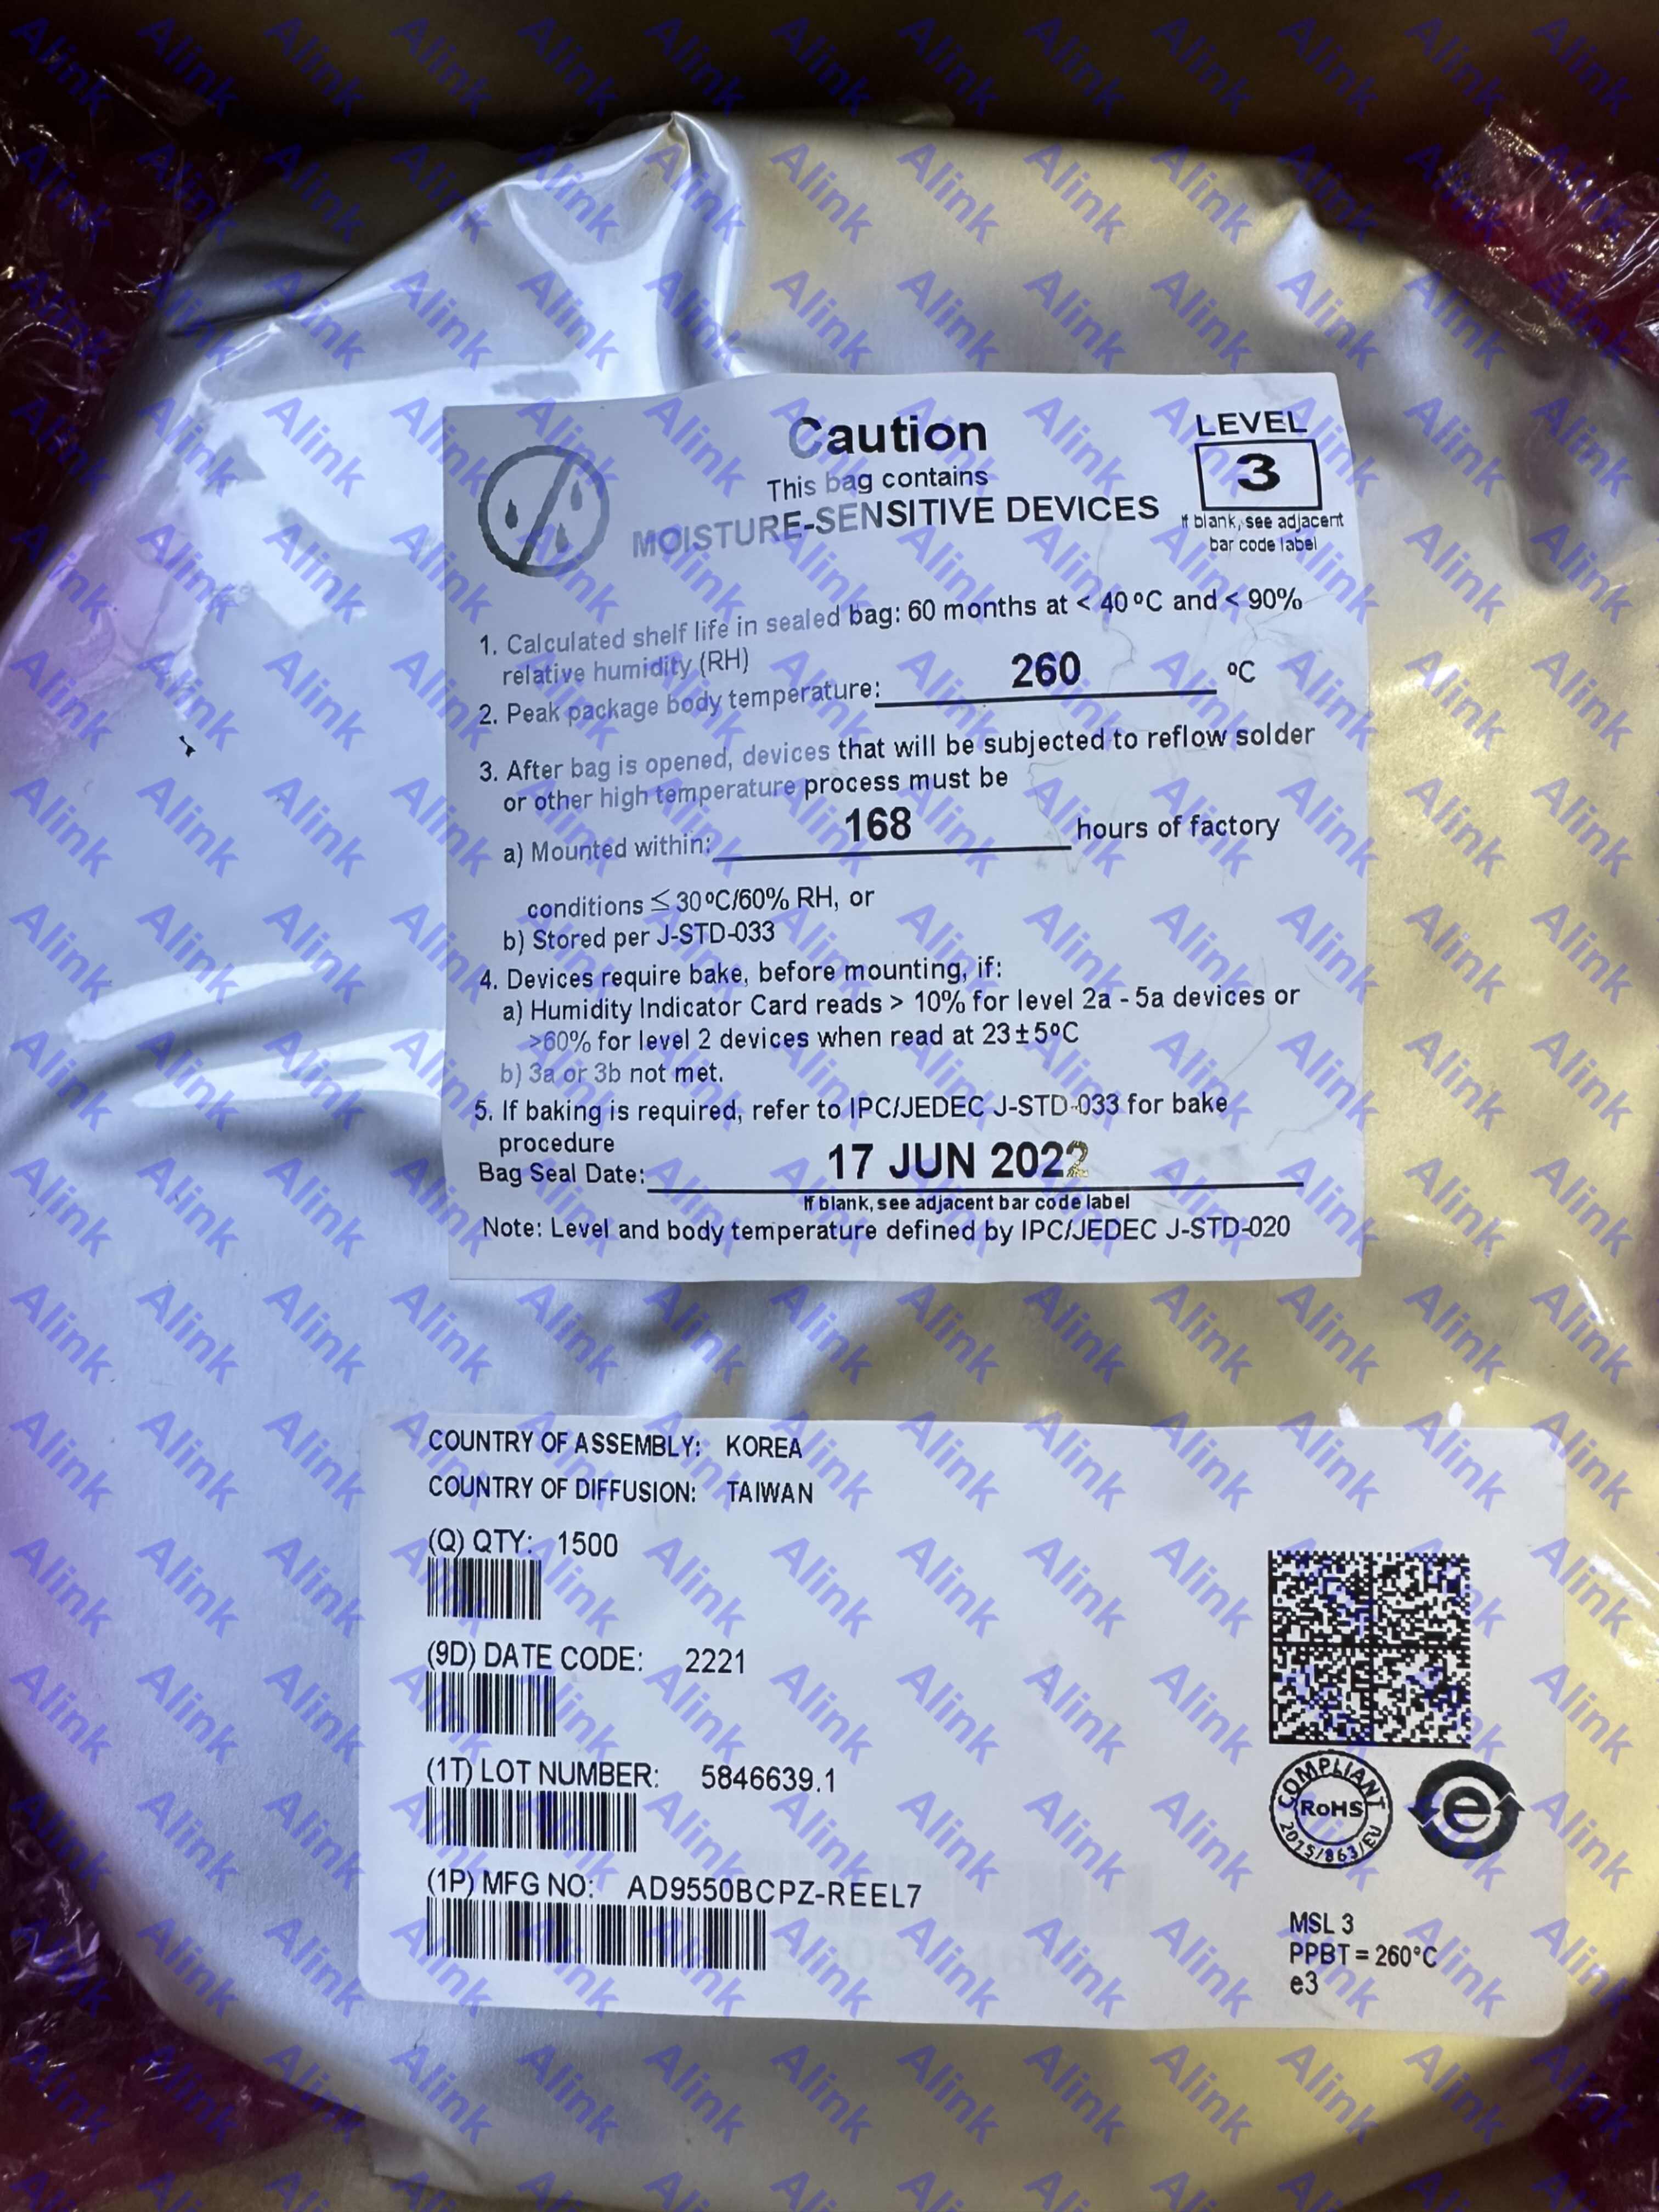 Caution
This bag contains
MOISTURE-SENSITIVE DEVICES
LEVEL
3
If blank, see adjacent
bar code label
1. Calculated shelf life in sealed bag: 60 months at < 40ºC and < 90%
relative humidity (RH)
2. Peak package body temperature: 260 ºC
3. After bag is opened, devices that will be subjected to reflow solder
or other high temperature process must be
a) Mounted within: 168 hours of factory
conditions ≤ 30ºC/60% RH, or
b) Stored per J-STD-033
4. Devices require bake, before mounting, if:
a) Humidity Indicator Card reads > 10% for level 2a - 5a devices or
>60% for level 2 devices when read at 23±5ºC
b) 3a or 3b not met.
5. If baking is required, refer to IPC/JEDEC J-STD-033 for bake
procedure
Bag Seal Date: 17 JUN 2022
If blank, see adjacent bar code label
Note: Level and body temperature defined by IPC/JEDEC J-STD-020
COUNTRY OF ASSEMBLY: KOREA
COUNTRY OF DIFFUSION: TAIWAN
(Q) QTY: 1500
(9D) DATE CODE: 2221
(1T) LOT NUMBER: 5846639.1
(1P) MFG NO: AD9550BCPZ-REEL7
COMPLIANT
RoHS
2015/863/EU
e
MSL 3
PPBT = 260°C
e3
Alink